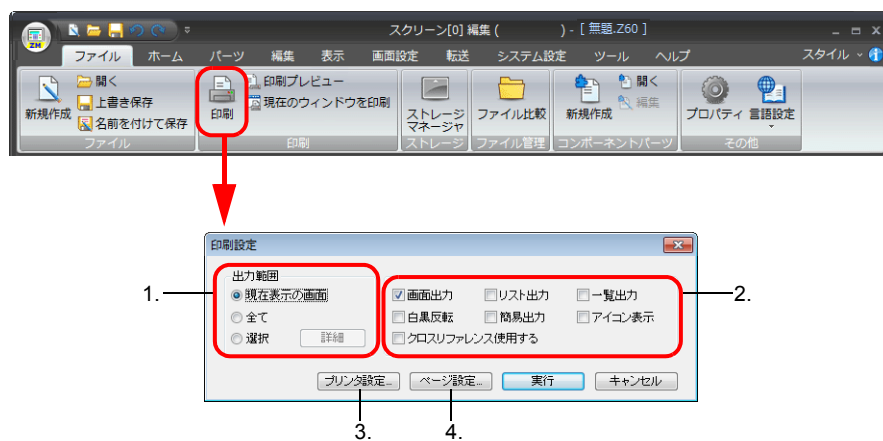 スクリーン[0] 編集 ( ) - [ 無題.Z60 ]
ZM
ファイル ホーム パーツ 編集 表示 画面設定 転送 システム設定 ツール ヘルプ スタイル
新規作成 開く 上書き保存 名前を付けて保存
ファイル
印刷 印刷プレビュー 現在のウィンドウを印刷
印刷
ストレージマネージャ
ストレージ
ファイル比較
ファイル管理
新規作成 開く 編集
コンポーネントパーツ
プロパティ 言語設定
その他
印刷設定
出力範囲
1.
現在表示の画面
全て
選択 詳細
画面出力 リスト出力 一覧出力
2.
白黒反転 簡易出力 アイコン表示
クロスリファレンス使用する
プリンタ設定... ページ設定... 実行 キャンセル
3. 4.